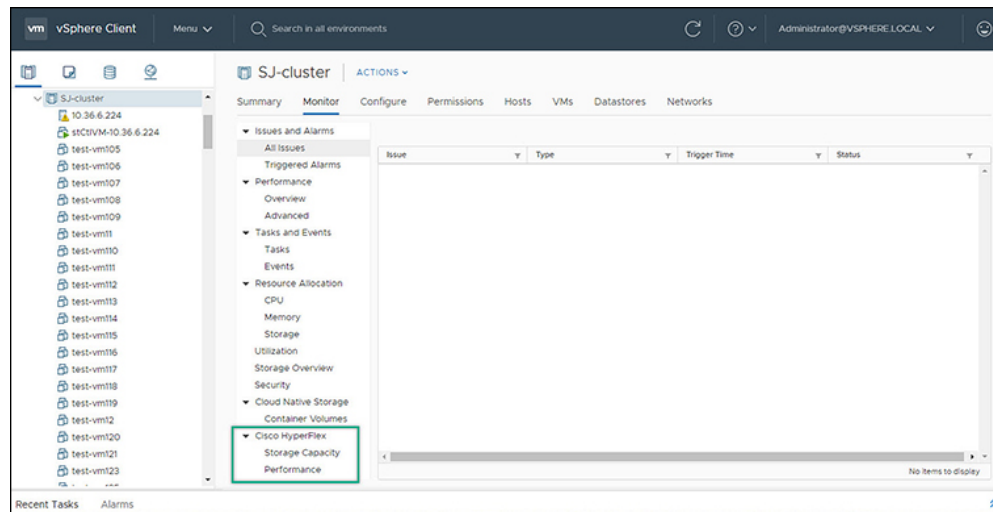 vm vSphere Client Menu Search in all environments Administrator@VSPHERE.LOCAL
SJ-cluster ACTIONS
Summary Monitor Configure Permissions Hosts VMs Datastores Networks
SJ-cluster
10.36.6.224
stCtlVM-10.36.6.224
test-vm105
test-vm106
test-vm107
test-vm108
test-vm109
test-vm11
test-vm110
test-vm111
test-vm112
test-vm113
test-vm114
test-vm115
test-vm116
test-vm117
test-vm118
test-vm119
test-vm12
test-vm120
test-vm121
test-vm123
Issues and Alarms
All Issues
Triggered Alarms
Performance
Overview
Advanced
Tasks and Events
Tasks
Events
Resource Allocation
CPU
Memory
Storage
Utilization
Storage Overview
Security
Cloud Native Storage
Container Volumes
Cisco HyperFlex
Storage Capacity
Performance
Issue Type Trigger Time Status
No items to display
Recent Tasks Alarms